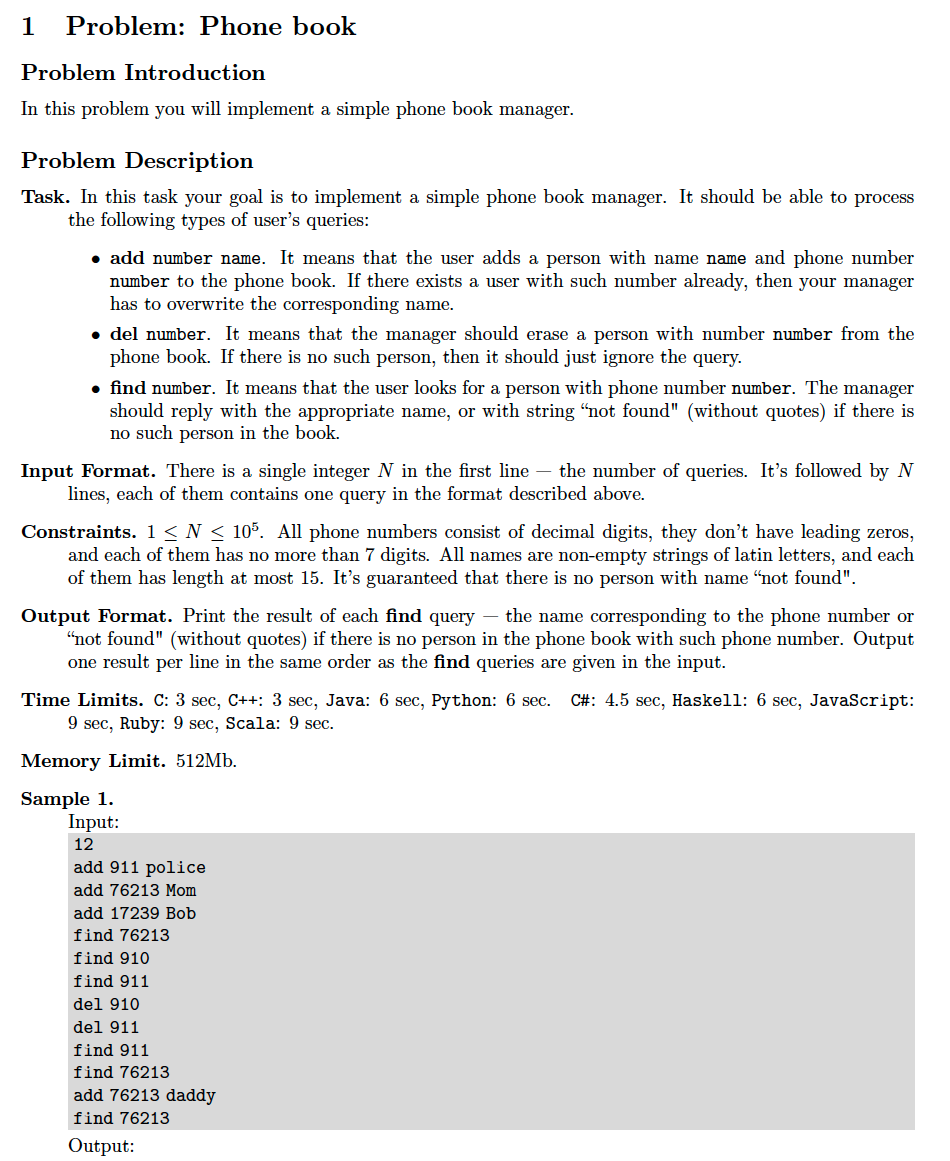 1 Problem: Phone book
Problem Introduction
In this problem you will implement a simple phone book manager.
Problem Description
Task. In this task your goal is to implement a simple phone book manager. It should be able to process
the following types of user's queries:
• add number name. It means that the user adds a person with name name and phone number
number to the phone book. If there exists a user with such number already, then your manager
has to overwrite the corresponding name.
• del number. It means that the manager should erase a person with number number from the
phone book. If there is no such person, then it should just ignore the query.
• find number. It means that the user looks for a person with phone number number. The manager
should reply with the appropriate name, or with string “not found" (without quotes) if there is
no such person in the book.
Input Format. There is a single integer N in the first line — the number of queries. It's followed by N
lines, each of them contains one query in the format described above.
Constraints. 1 ≤ N ≤ 10⁵. All phone numbers consist of decimal digits, they don't have leading zeros,
and each of them has no more than 7 digits. All names are non-empty strings of latin letters, and each
of them has length at most 15. It's guaranteed that there is no person with name “not found".
Output Format. Print the result of each find query — the name corresponding to the phone number or
“not found" (without quotes) if there is no person in the phone book with such phone number. Output
one result per line in the same order as the find queries are given in the input.
Time Limits. C: 3 sec, C++: 3 sec, Java: 6 sec, Python: 6 sec. C#: 4.5 sec, Haskell: 6 sec, JavaScript:
9 sec, Ruby: 9 sec, Scala: 9 sec.
Memory Limit. 512Mb.
Sample 1.
Input:
12
add 911 police
add 76213 Mom
add 17239 Bob
find 76213
find 910
find 911
del 910
del 911
find 911
find 76213
add 76213 daddy
find 76213
Output: